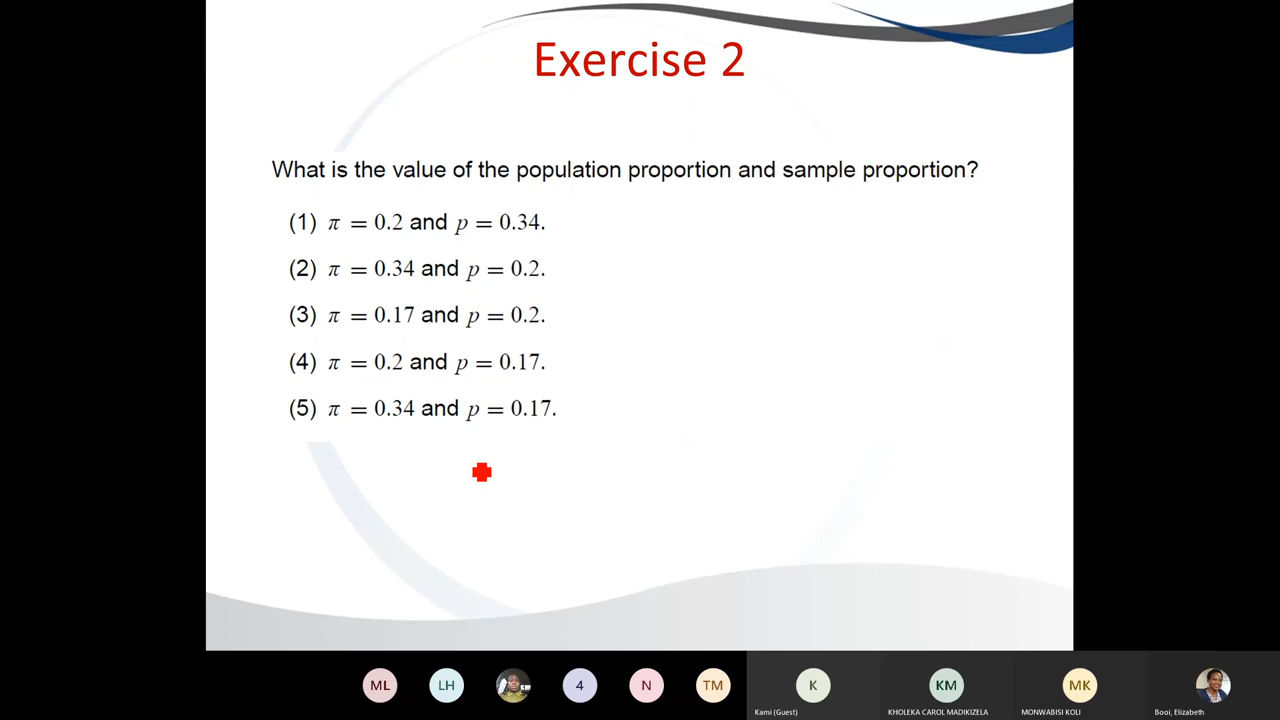 Exercise 2
What is the value of the population proportion and sample proportion?
(1) π = 0.2 and p = 0.34.
(2) π = 0.34 and p = 0.2.
(3) π = 0.17 and p = 0.2.
(4) π = 0.2 and p = 0.17.
(5) π = 0.34 and p = 0.17.
ML LH 4 N TM K KM MK
Kami (Guest) KHOLEKA CAROL MADIKIZELA MONWABISI KOLI Booi, Elizabeth